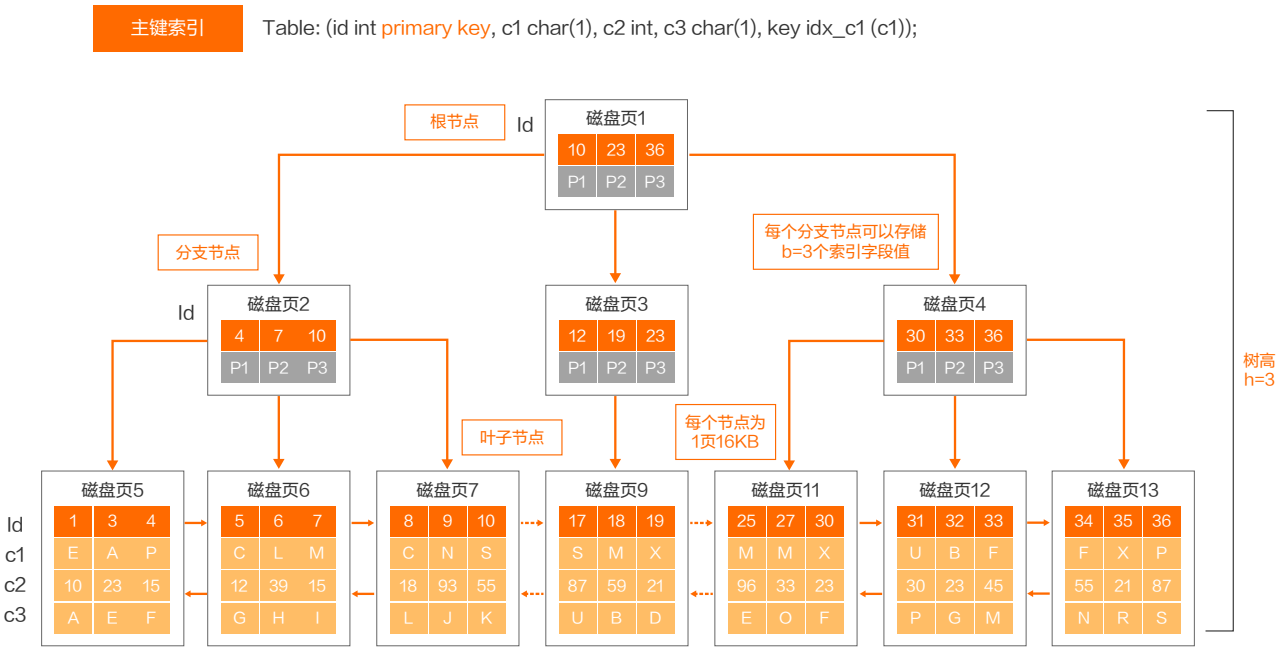 主键索引
Table: (id int primary key, c1 char(1), c2 int, c3 char(1), key idx_c1 (c1));
根节点
Id
磁盘页1
10 23 36
P1 P2 P3
分支节点
每个分支节点可以存储
b=3个索引字段值
Id
磁盘页2
4 7 10
P1 P2 P3
磁盘页3
12 19 23
P1 P2 P3
磁盘页4
30 33 36
P1 P2 P3
树高
h=3
叶子节点
每个节点为
1页16KB
磁盘页5 磁盘页6 磁盘页7 磁盘页9 磁盘页11 磁盘页12 磁盘页13
Id 1 3 4 5 6 7 8 9 10 17 18 19 25 27 30 31 32 33 34 35 36
c1 E A P C L M C N S S M X M M X U B F F X P
c2 10 23 15 12 39 15 18 93 55 87 59 21 96 33 23 30 23 45 55 21 87
c3 A E F G H I L J K U B D E O F P G M N R S